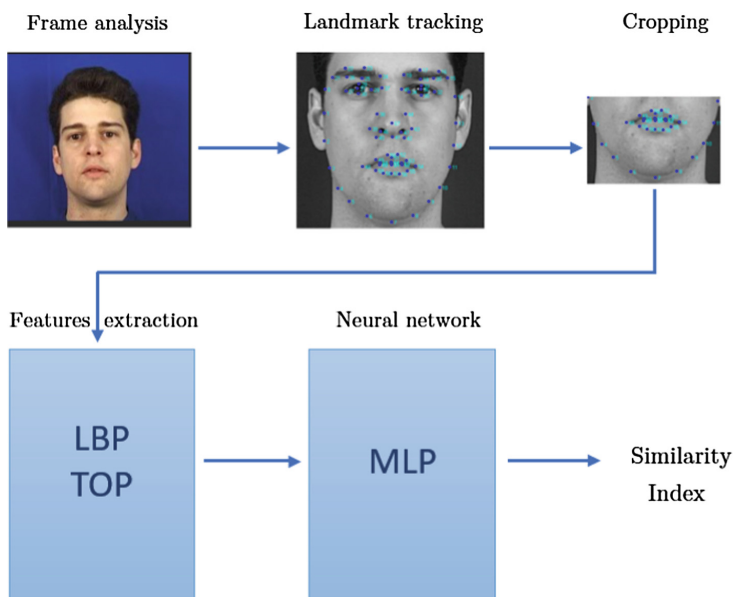 Frame analysis
Landmark tracking
Cropping
Features extraction
Neural network
LBP
TOP
MLP
Similarity
Index